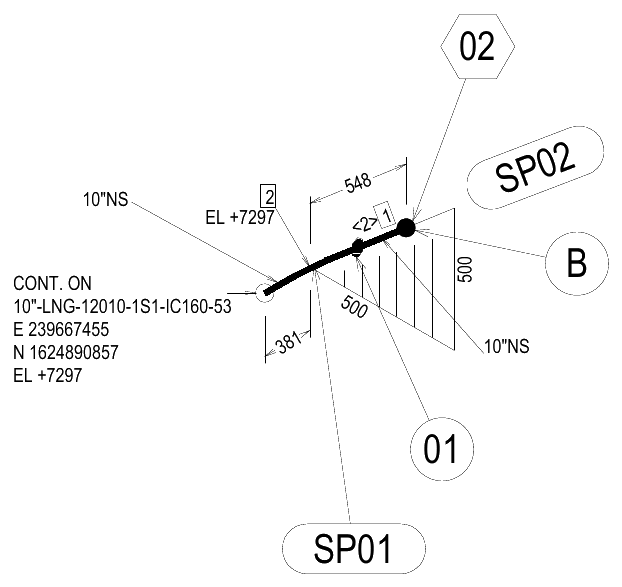 02
SP02
548
2
10"NS
<2>
1
EL +7297
B
500
CONT. ON
10"-LNG-12010-1S1-IC160-53
E 239667455
N 1624890857
EL +7297
500
381
10"NS
01
SP01